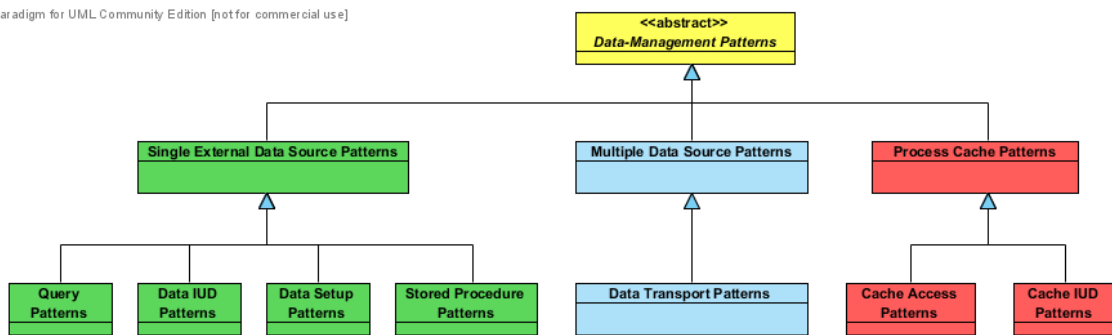 aradigm for UML Community Edition [not for commercial use]
<<abstract>>
Data-Management Patterns
Single External Data Source Patterns
Multiple Data Source Patterns
Process Cache Patterns
Query
Patterns
Data IUD
Patterns
Data Setup
Patterns
Stored Procedure
Patterns
Data Transport Patterns
Cache Access
Patterns
Cache IUD
Patterns